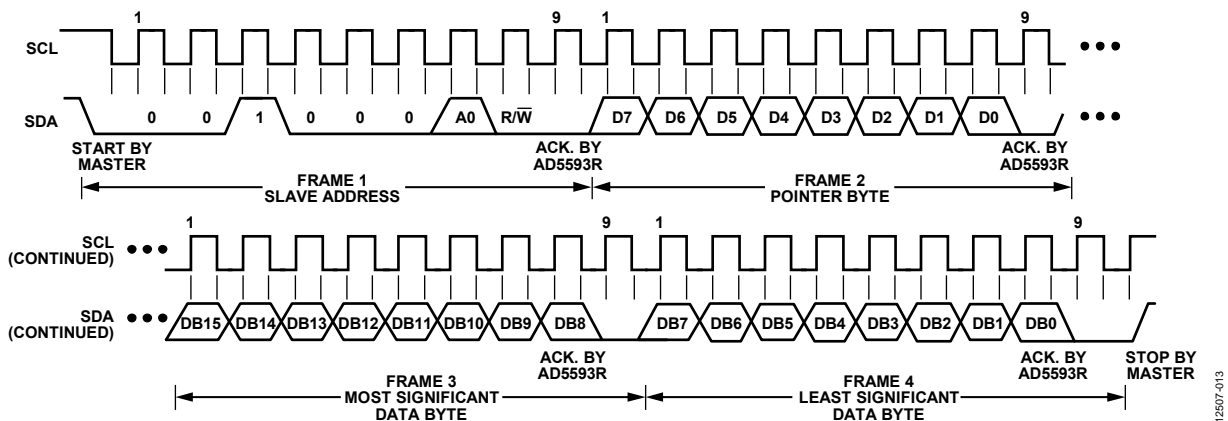 1 9 1 9
SCL
SDA 0 0 1 0 0 0 A0 R/W̅ D7 D6 D5 D4 D3 D2 D1 D0
START BY
MASTER
ACK. BY
AD5593R
ACK. BY
AD5593R
FRAME 1
SLAVE ADDRESS
FRAME 2
POINTER BYTE
1 9 1 9
SCL
(CONTINUED)
SDA
(CONTINUED)
DB15 DB14 DB13 DB12 DB11 DB10 DB9 DB8 DB7 DB6 DB5 DB4 DB3 DB2 DB1 DB0
ACK. BY
AD5593R
ACK. BY
AD5593R
STOP BY
MASTER
FRAME 3
MOST SIGNIFICANT
DATA BYTE
FRAME 4
LEAST SIGNIFICANT
DATA BYTE
12507-013